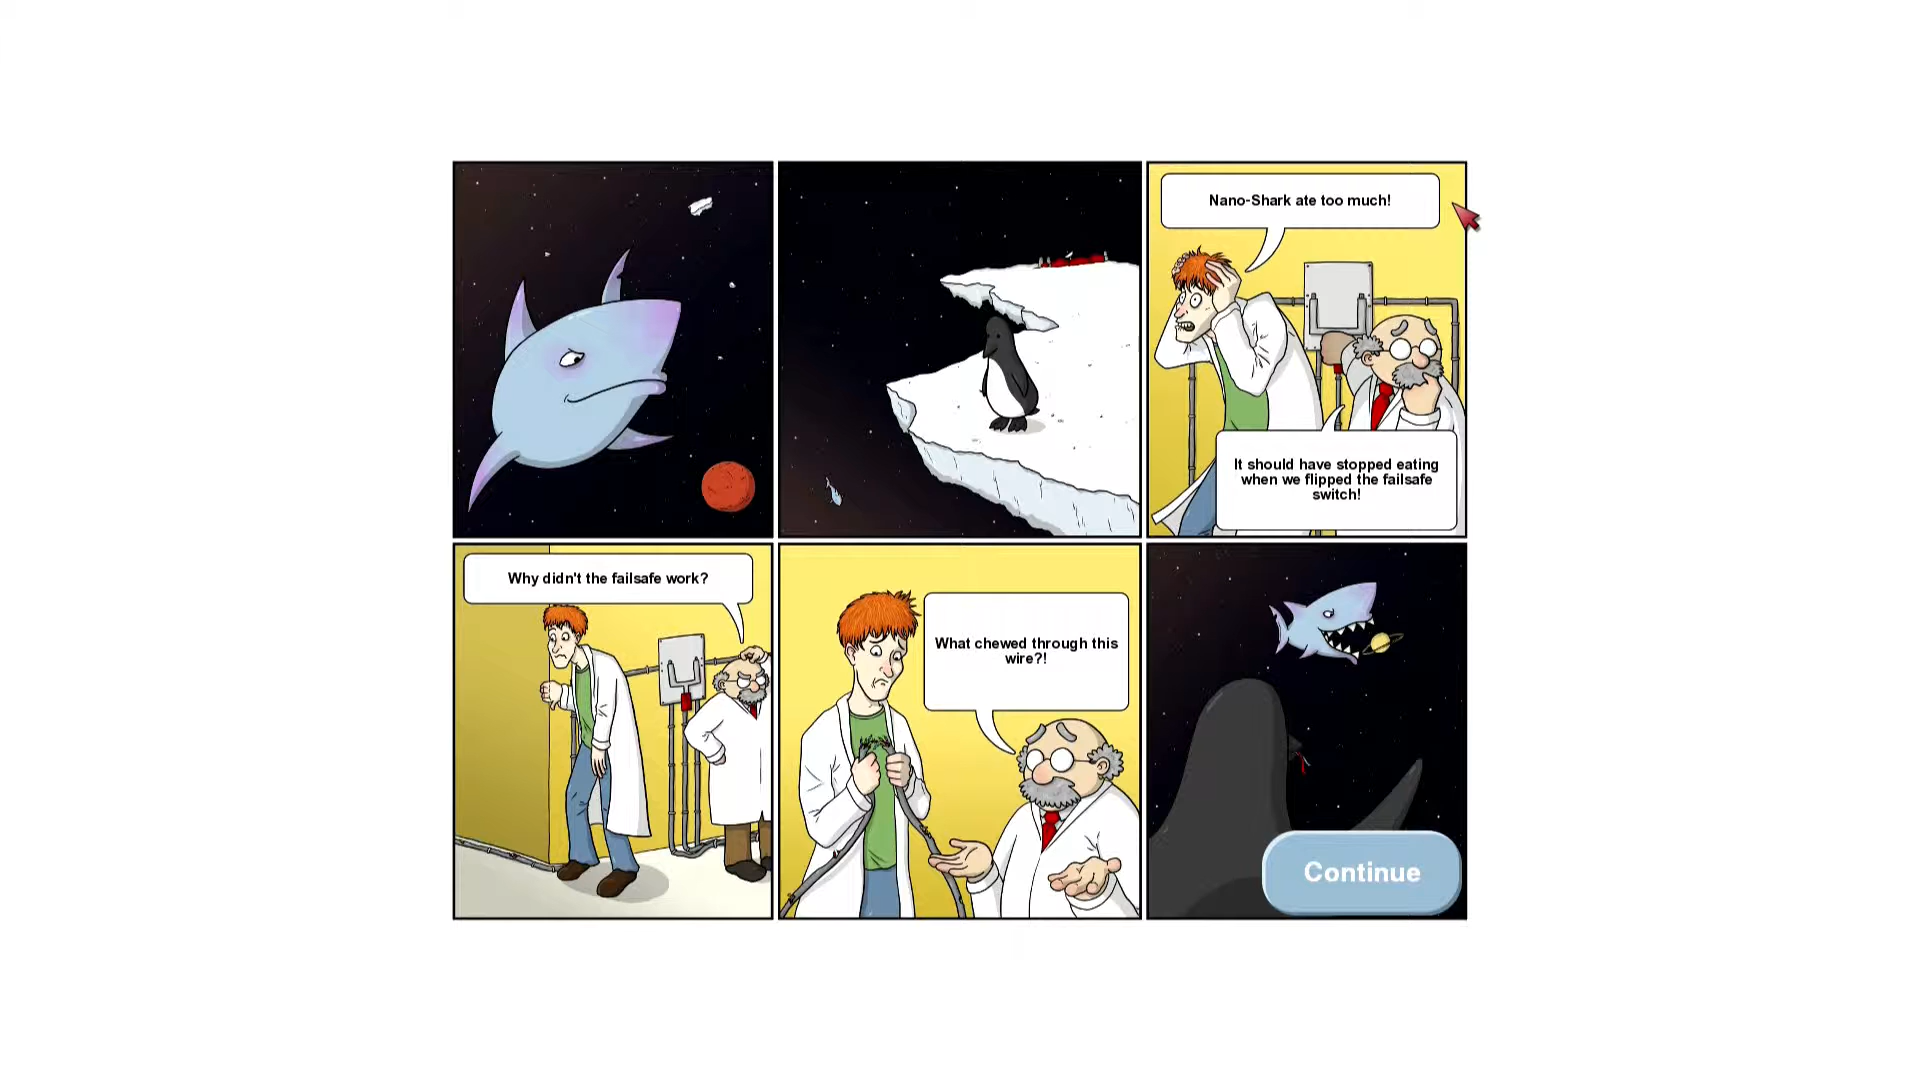 Nano-Shark ate too much!
It should have stopped eating
when we flipped the failsafe
switch!
Why didn't the failsafe work?
What chewed through this
wire?!
Continue